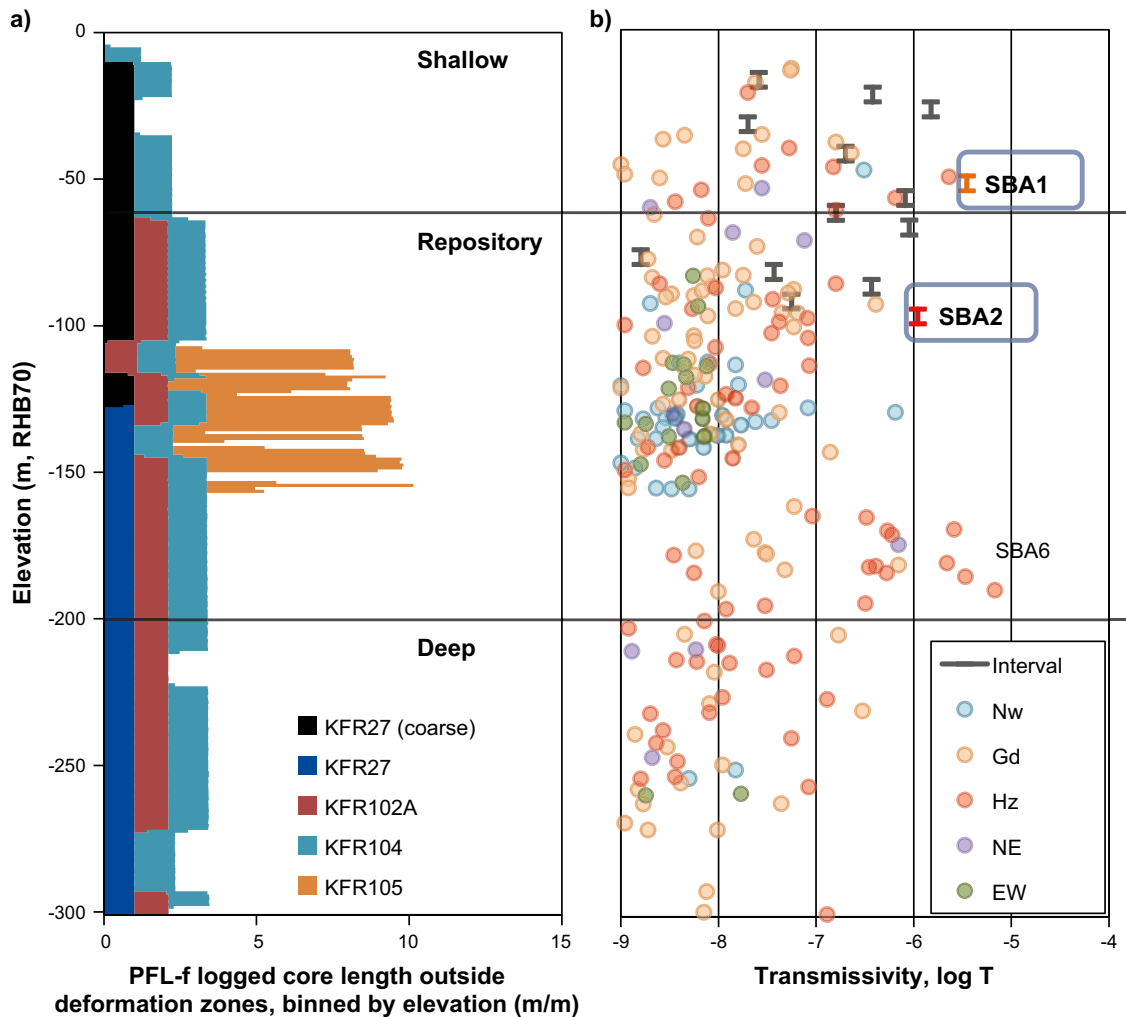 a)
0
-50
-100
-150
-200
-250
-300
Elevation (m, RHB70)
Shallow
Repository
Deep
KFR27 (coarse)
KFR27
KFR102A
KFR104
KFR105
0 5 10 15
PFL-f logged core length outside
deformation zones, binned by elevation (m/m)
b)
SBA1
SBA2
SBA6
Interval
Nw
Gd
Hz
NE
EW
-9 -8 -7 -6 -5 -4
Transmissivity, log T